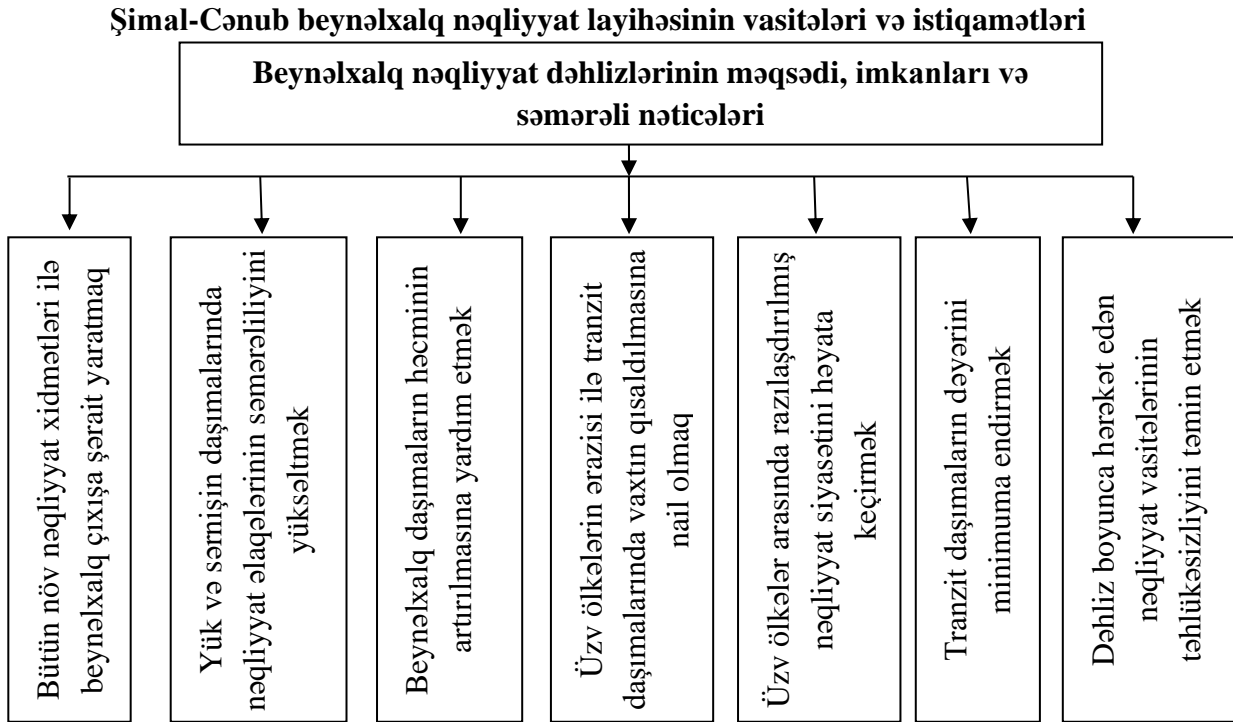 Şimal-Cənub beynəlxalq nəqliyyat layihəsinin vasitələri və istiqamətləri
Beynəlxalq nəqliyyat dəhlizlərinin məqsədi, imkanları və
səmərəli nəticələri
Bütün növ nəqliyyat xidmətləri ilə
beynəlxalq çıxışa şərait yaratmaq
Yük və sərnişin daşımalarında
nəqliyyat əlaqələrinin səmərəliliyini
yüksəltmək
Beynəlxalq daşımaların həcminin
artırılmasına yardım etmək
Üzv ölkələrin ərazisi ilə tranzit
daşımalarında vaxtın qısaldılmasına
nail olmaq
Üzv ölkələr arasında razılaşdırılmış
nəqliyyat siyasətini həyata
keçirmək
Tranzit daşımaların dəyərini
minimuma endirmək
Dəhliz boyunca hərəkət edən
nəqliyyat vasitələrinin
təhlükəsizliyini təmin etmək